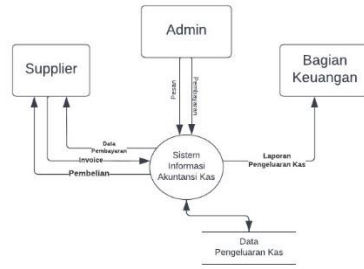 Admin
Supplier
Bagian
Keuangan
Pesan
Pembayaran
Data
Pembayaran
Invoice
Pembelian
Sistem
Informasi
Akuntansi Kas
Laporan
Pengeluaran Kas
Data
Pengeluaran Kas